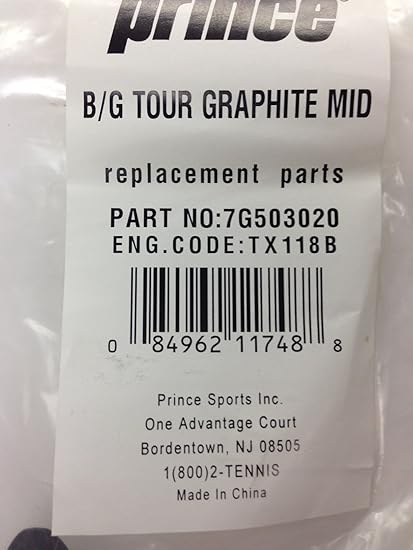 prince
B/G TOUR GRAPHITE MID
replacement parts
PART NO:7G503020
ENG.CODE:TX118B
0 84962 11748 8
Prince Sports Inc.
One Advantage Court
Bordentown, NJ 08505
1(800)2-TENNIS
Made In China